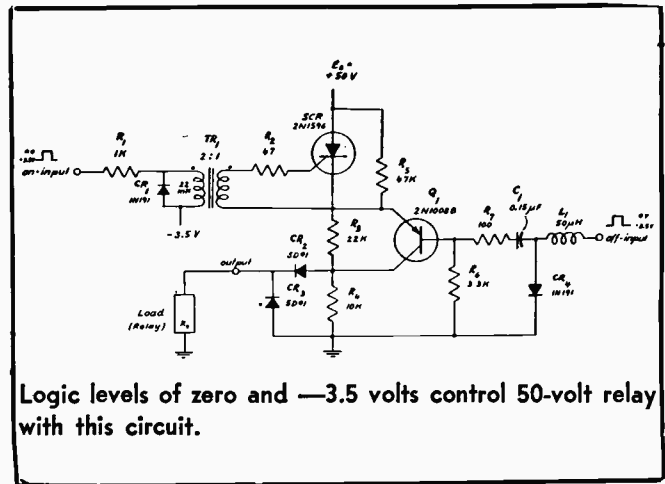 +50V
SCR
2N1596
R1
1K
TR1
2:1
R2
47
on-input
CR1
1N191
-3.5 V
R5
47K
Q1
2N1008B
R7
100
C1
0.15µF
L1
50µH
-3.5v
off-input
R3
22K
CR2
SD91
output
CR3
SD91
R4
10K
R6
3.3K
CR4
1N191
Load
(Relay)
Logic levels of zero and —3.5 volts control 50-volt relay
with this circuit.